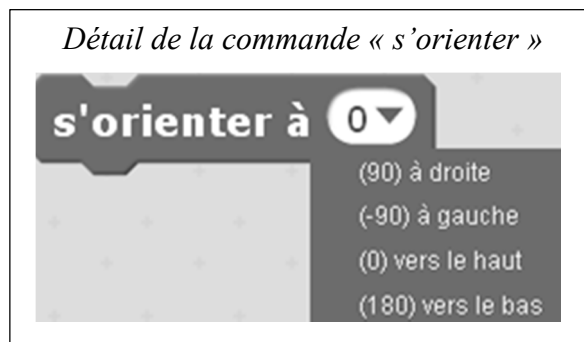 Détail de la commande « s’orienter »
s'orienter à 0
(90) à droite
(-90) à gauche
(0) vers le haut
(180) vers le bas